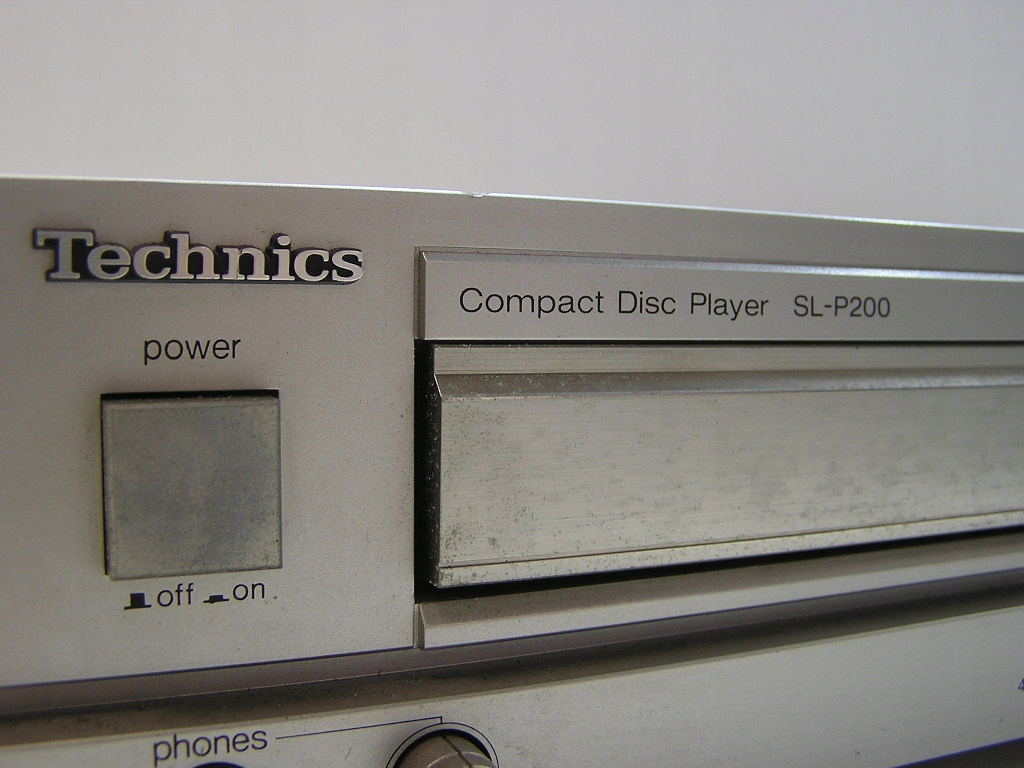 Technics
Compact Disc Player SL-P200
power
off on
phones